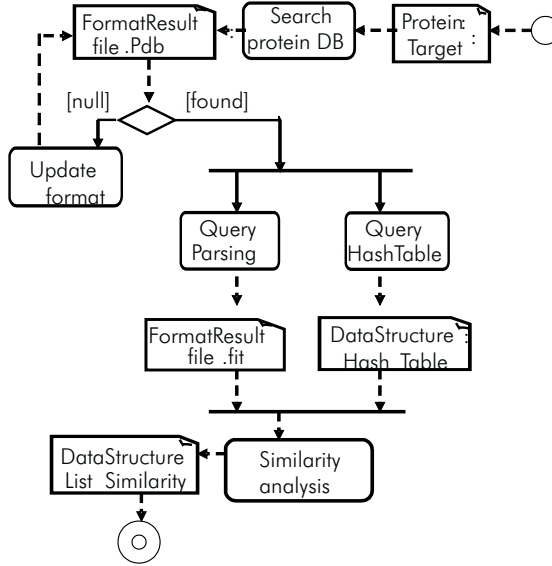 FormatResult
file .Pdb
Search
protein DB
Protein:
Target :
[null]
[found]
Update
format
Query
Parsing
Query
HashTable
FormatResult
file .fit
DataStructure :
Hash Table
DataStructure
List Similarity
Similarity
analysis